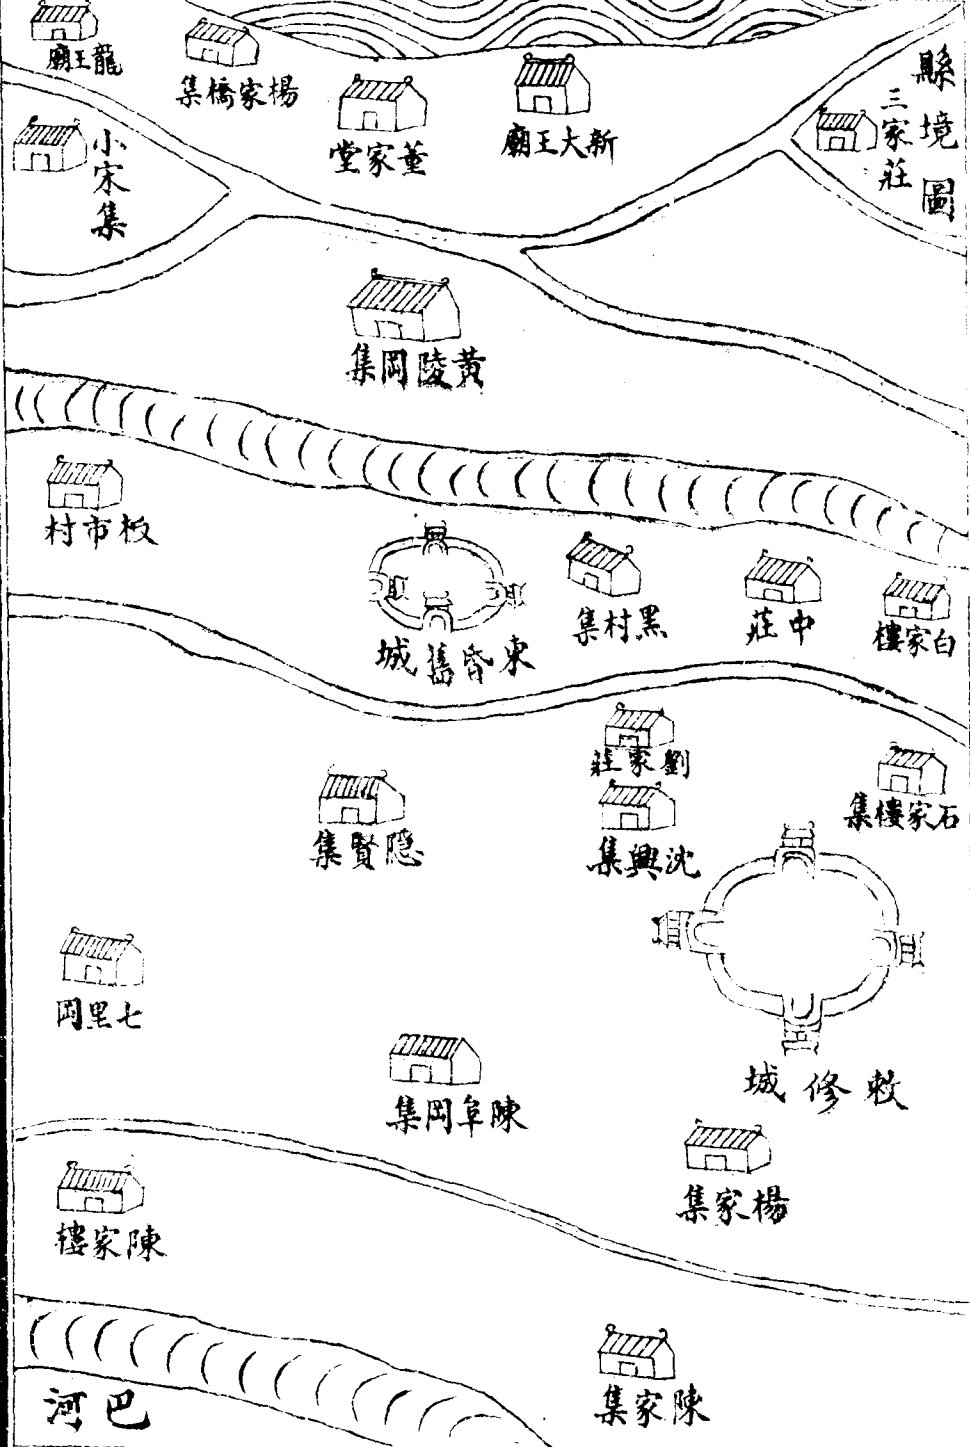 縣境圖
三家莊
新大王廟
董家堂
楊家橋集
龍王廟
小宋集
黃陵岡集
板市村
東昏舊城
黑村集
中莊
白家樓
劉家莊
沈興集
石家樓集
隱賢集
七里岡
陳阜岡集
敕修城
楊家集
陳家樓
陳家集
巴河